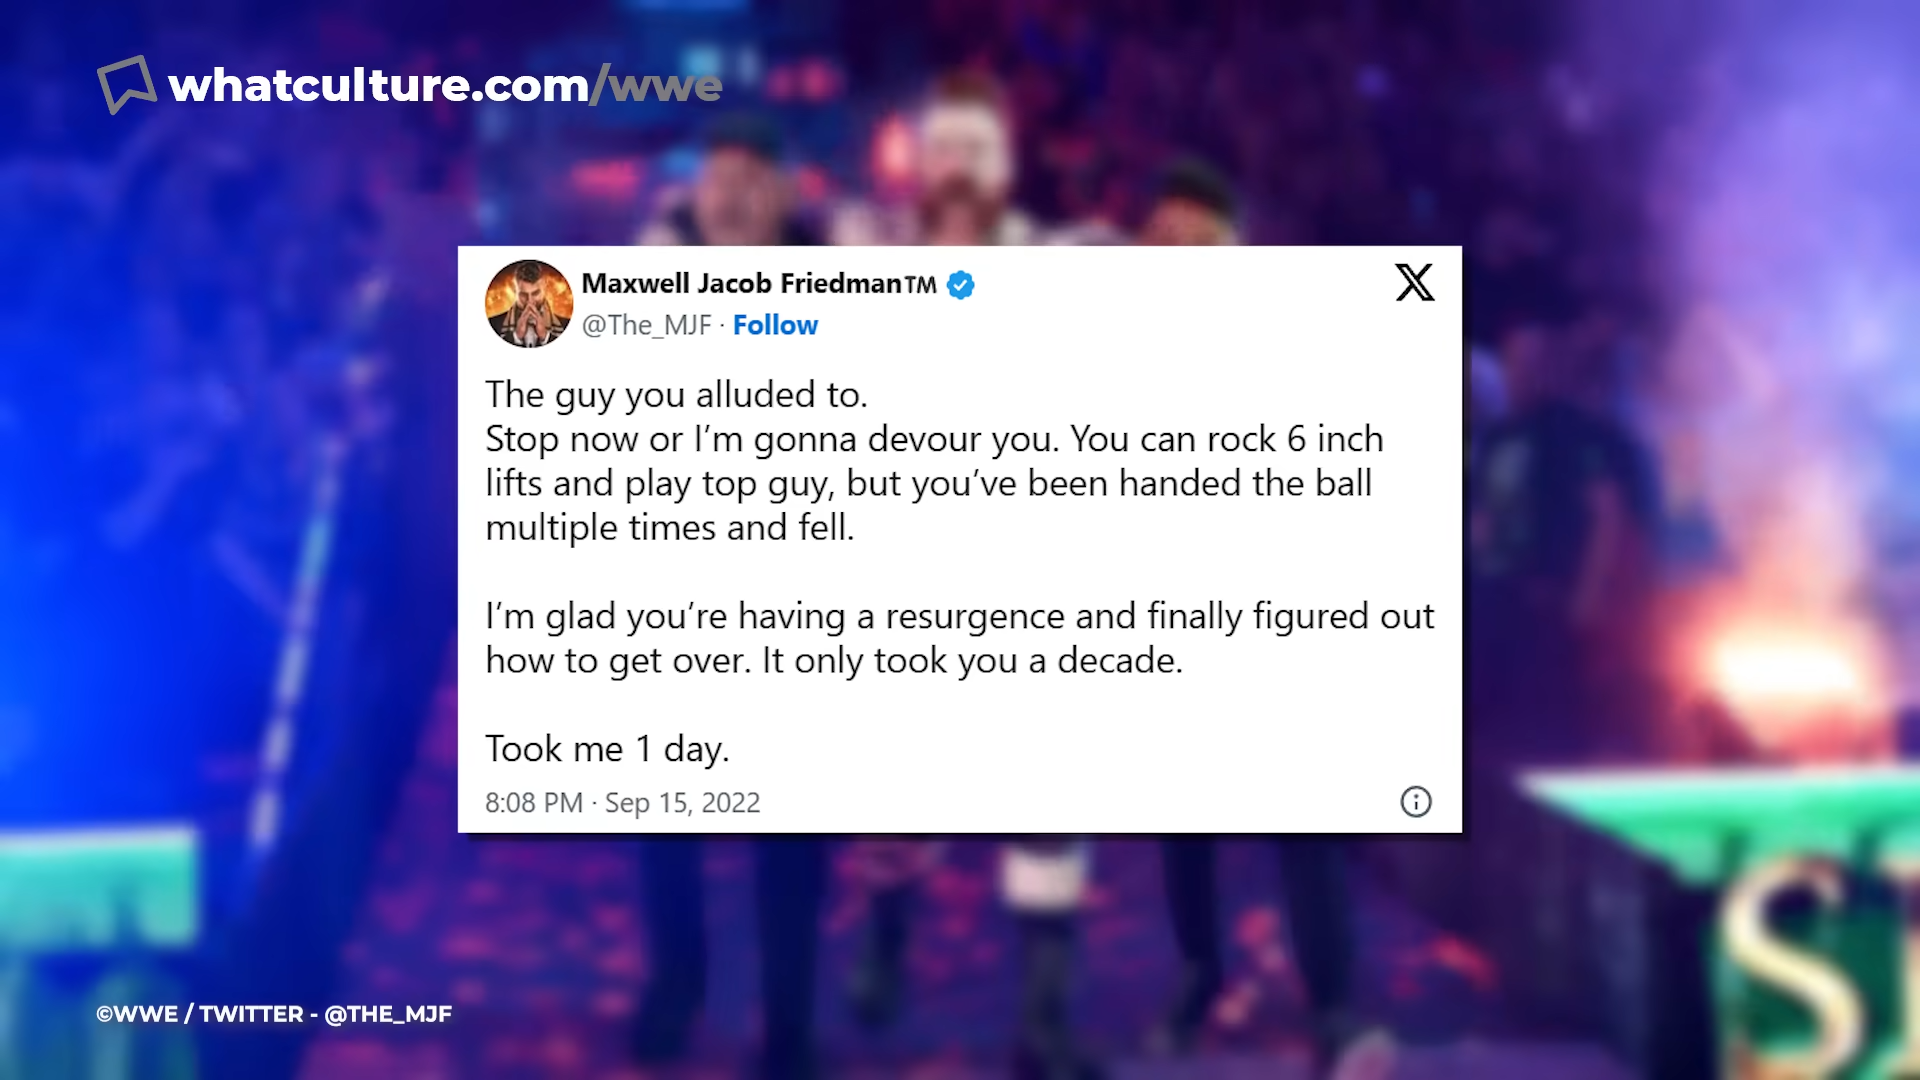 whatculture.com/wwe
Maxwell Jacob Friedman™
@The_MJF · Follow
The guy you alluded to.
Stop now or I’m gonna devour you. You can rock 6 inch
lifts and play top guy, but you’ve been handed the ball
multiple times and fell.
I’m glad you’re having a resurgence and finally figured out
how to get over. It only took you a decade.
Took me 1 day.
8:08 PM · Sep 15, 2022
S
©WWE / TWITTER - @THE_MJF